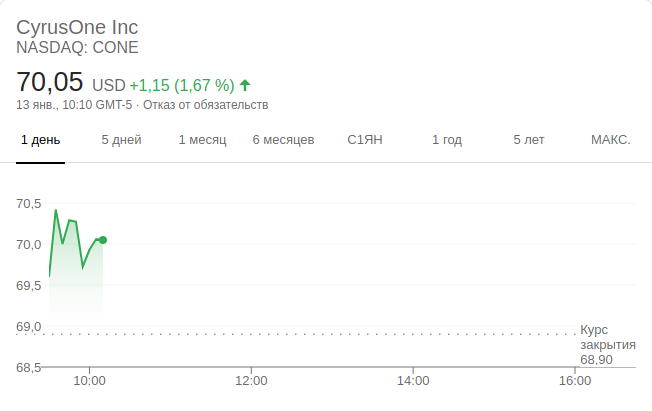 CyrusOne Inc
NASDAQ: CONE
70,05 USD +1,15 (1,67 %)
13 янв., 10:10 GMT-5 · Отказ от обязательств
1 день 5 дней 1 месяц 6 месяцев С1ЯН 1 год 5 лет МАКС.
70,5
70,0
69,5
69,0
Курс
закрытия
68,90
68,5
10:00 12:00 14:00 16:00